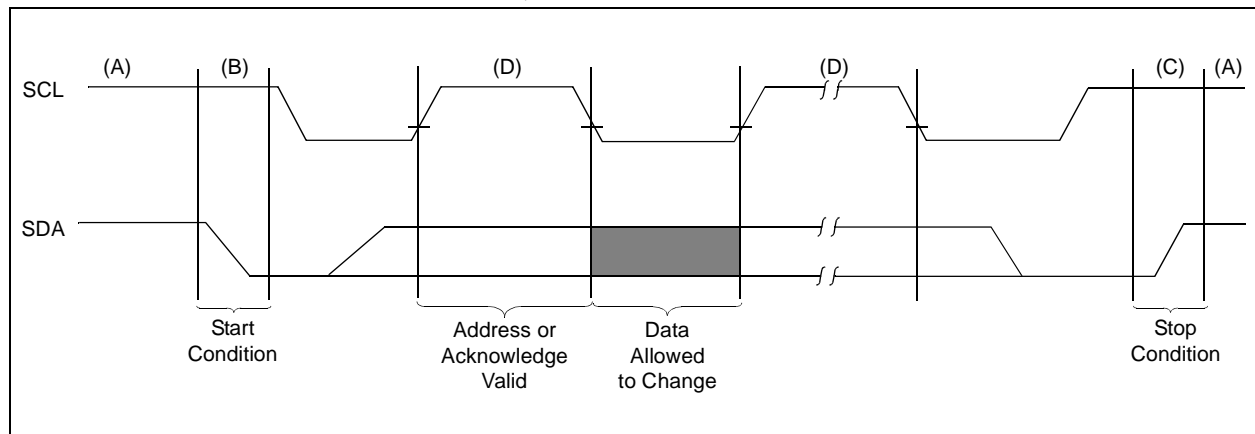 (A) (B) (D) (D) (C) (A)
SCL
SDA
Start
Condition
Address or
Acknowledge
Valid
Data
Allowed
to Change
Stop
Condition